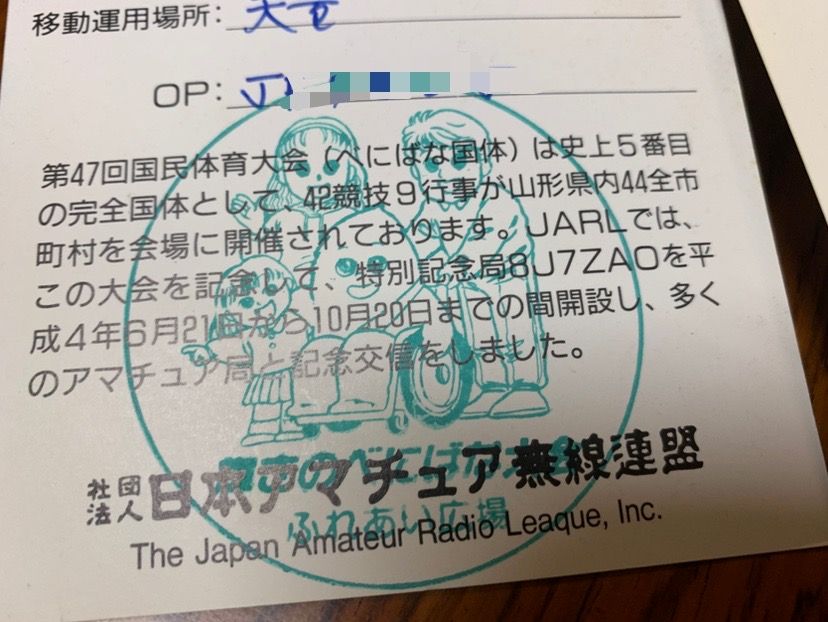 移動運用場所:
OP:
第47回国民体育大会(べにばな国体)は史上5番目
の完全国体として、42競技9行事が山形県内44全市
町村を会場に開催されております。JARLでは、
この大会を記念して、特別記念局8J7ZAOを平
成4年6月21日から10月20日までの間開設し、多く
のアマチュア局と記念交信をしました。
のべにばな
社団法人 日本アマチュア無線連盟
ふれあい広場
The Japan Amateur Radio Leaque, Inc.